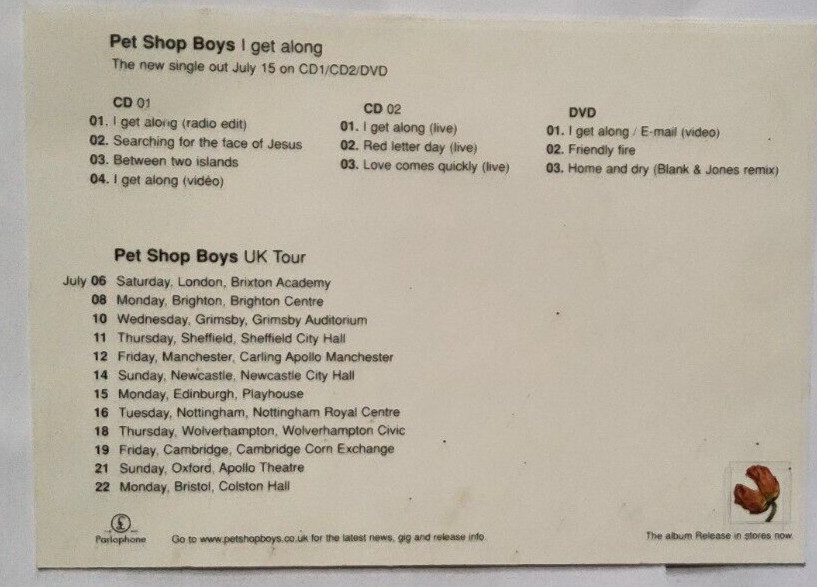 Pet Shop Boys I get along
The new single out July 15 on CD1/CD2/DVD
CD 01
01. I get along (radio edit)
02. Searching for the face of Jesus
03. Between two islands
04. I get along (vidéo)
CD 02
01. I get along (live)
02. Red letter day (live)
03. Love comes quickly (live)
DVD
01. I get along / E-mail (video)
02. Friendly fire
03. Home and dry (Blank & Jones remix)
Pet Shop Boys UK Tour
July 06 Saturday, London, Brixton Academy
08 Monday, Brighton, Brighton Centre
10 Wednesday, Grimsby, Grimsby Auditorium
11 Thursday, Sheffield, Sheffield City Hall
12 Friday, Manchester, Carling Apollo Manchester
14 Sunday, Newcastle, Newcastle City Hall
15 Monday, Edinburgh, Playhouse
16 Tuesday, Nottingham, Nottingham Royal Centre
18 Thursday, Wolverhampton, Wolverhampton Civic
19 Friday, Cambridge, Cambridge Corn Exchange
21 Sunday, Oxford, Apollo Theatre
22 Monday, Bristol, Colston Hall
£
Parlophone
Go to www.petshopboys.co.uk for the latest news, gig and release info.
The album Release in stores now.